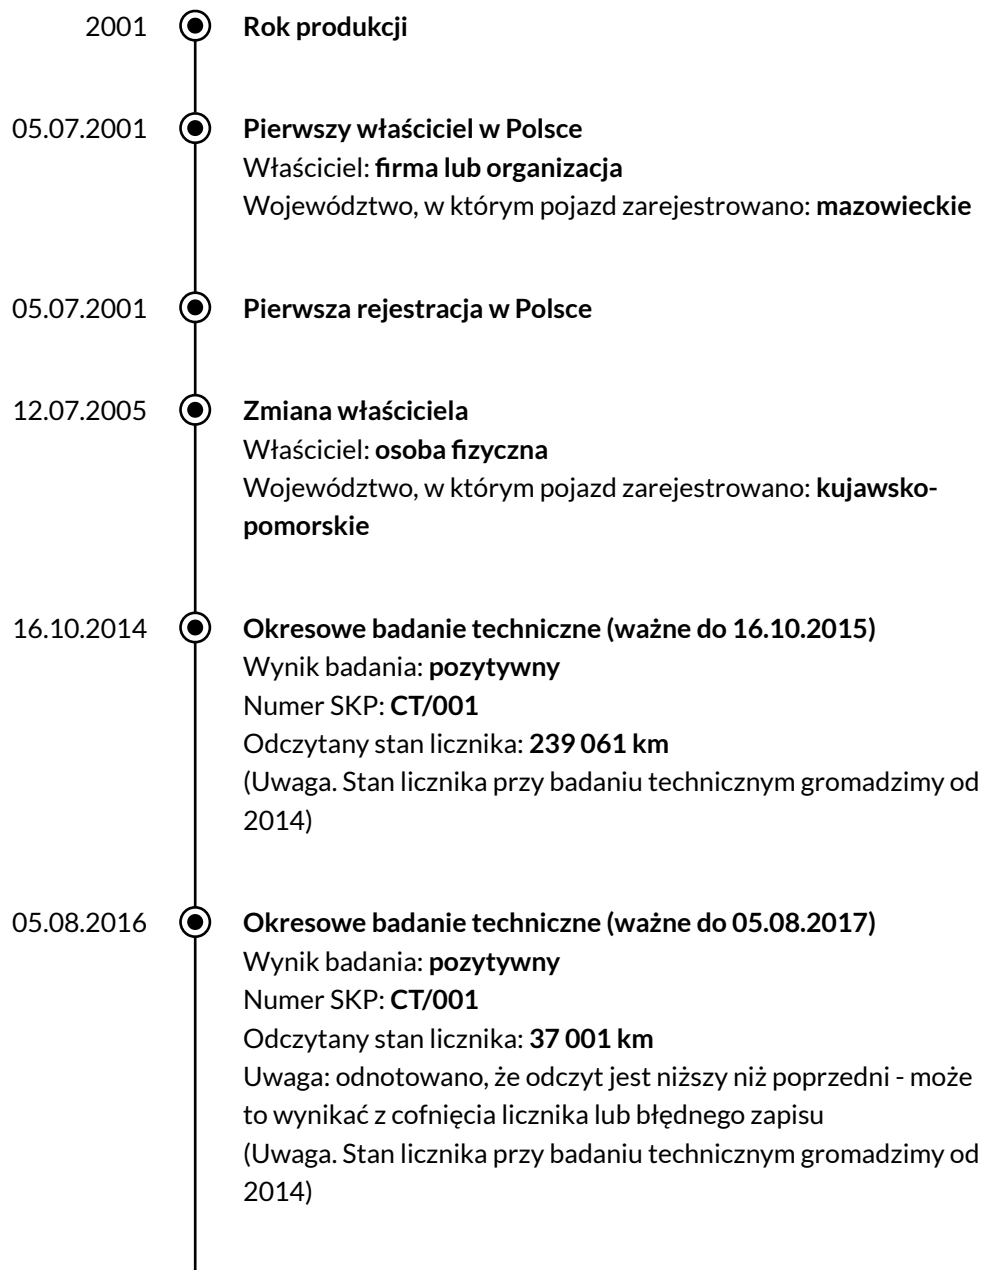 2001 Rok produkcji
05.07.2001 Pierwszy właściciel w Polsce
Właściciel: firma lub organizacja
Województwo, w którym pojazd zarejestrowano: mazowieckie
05.07.2001 Pierwsza rejestracja w Polsce
12.07.2005 Zmiana właściciela
Właściciel: osoba fizyczna
Województwo, w którym pojazd zarejestrowano: kujawsko-
pomorskie
16.10.2014 Okresowe badanie techniczne (ważne do 16.10.2015)
Wynik badania: pozytywny
Numer SKP: CT/001
Odczytany stan licznika: 239 061 km
(Uwaga. Stan licznika przy badaniu technicznym gromadzimy od
2014)
05.08.2016 Okresowe badanie techniczne (ważne do 05.08.2017)
Wynik badania: pozytywny
Numer SKP: CT/001
Odczytany stan licznika: 37 001 km
Uwaga: odnotowano, że odczyt jest niższy niż poprzedni - może
to wynikać z cofnięcia licznika lub błędnego zapisu
(Uwaga. Stan licznika przy badaniu technicznym gromadzimy od
2014)